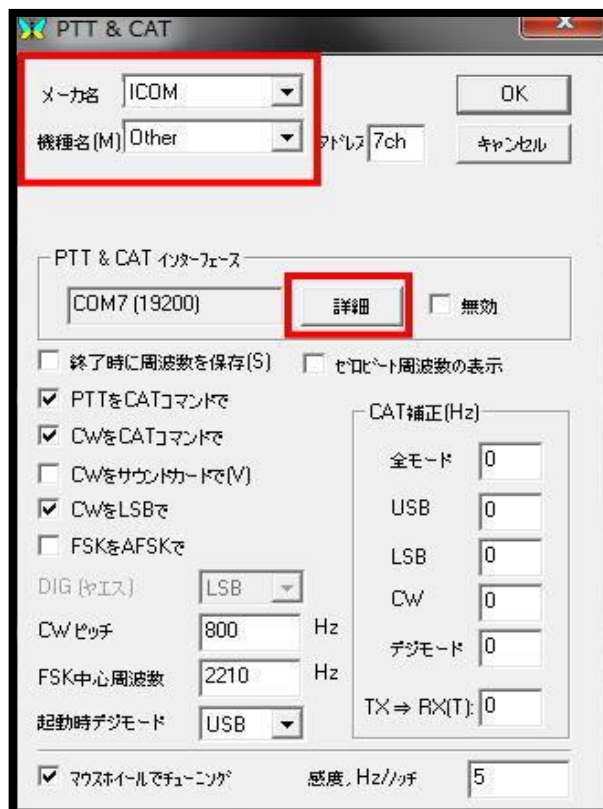 PTT & CAT
メーカ名 ICOM OK
機種名(M) Other アドレス 7ch キャンセル
PTT & CAT インターフェース
COM7 (19200) 詳細 無効
終了時に周波数を保存(S) ゼロビート周波数の表示
PTTをCATコマンドで
CWをCATコマンドで
CWをサウンドカードで(V)
CWをLSBで
FSKをAFSKで
DIG (ヤエス) LSB
CWピッチ 800 Hz
FSK中心周波数 2210 Hz
起動時デジモード USB
CAT補正(Hz)
全モード 0
USB 0
LSB 0
CW 0
デジモード 0
TX ⇒ RX(T): 0
マウスホイールでチューニング 感度, Hz/ノッチ 5